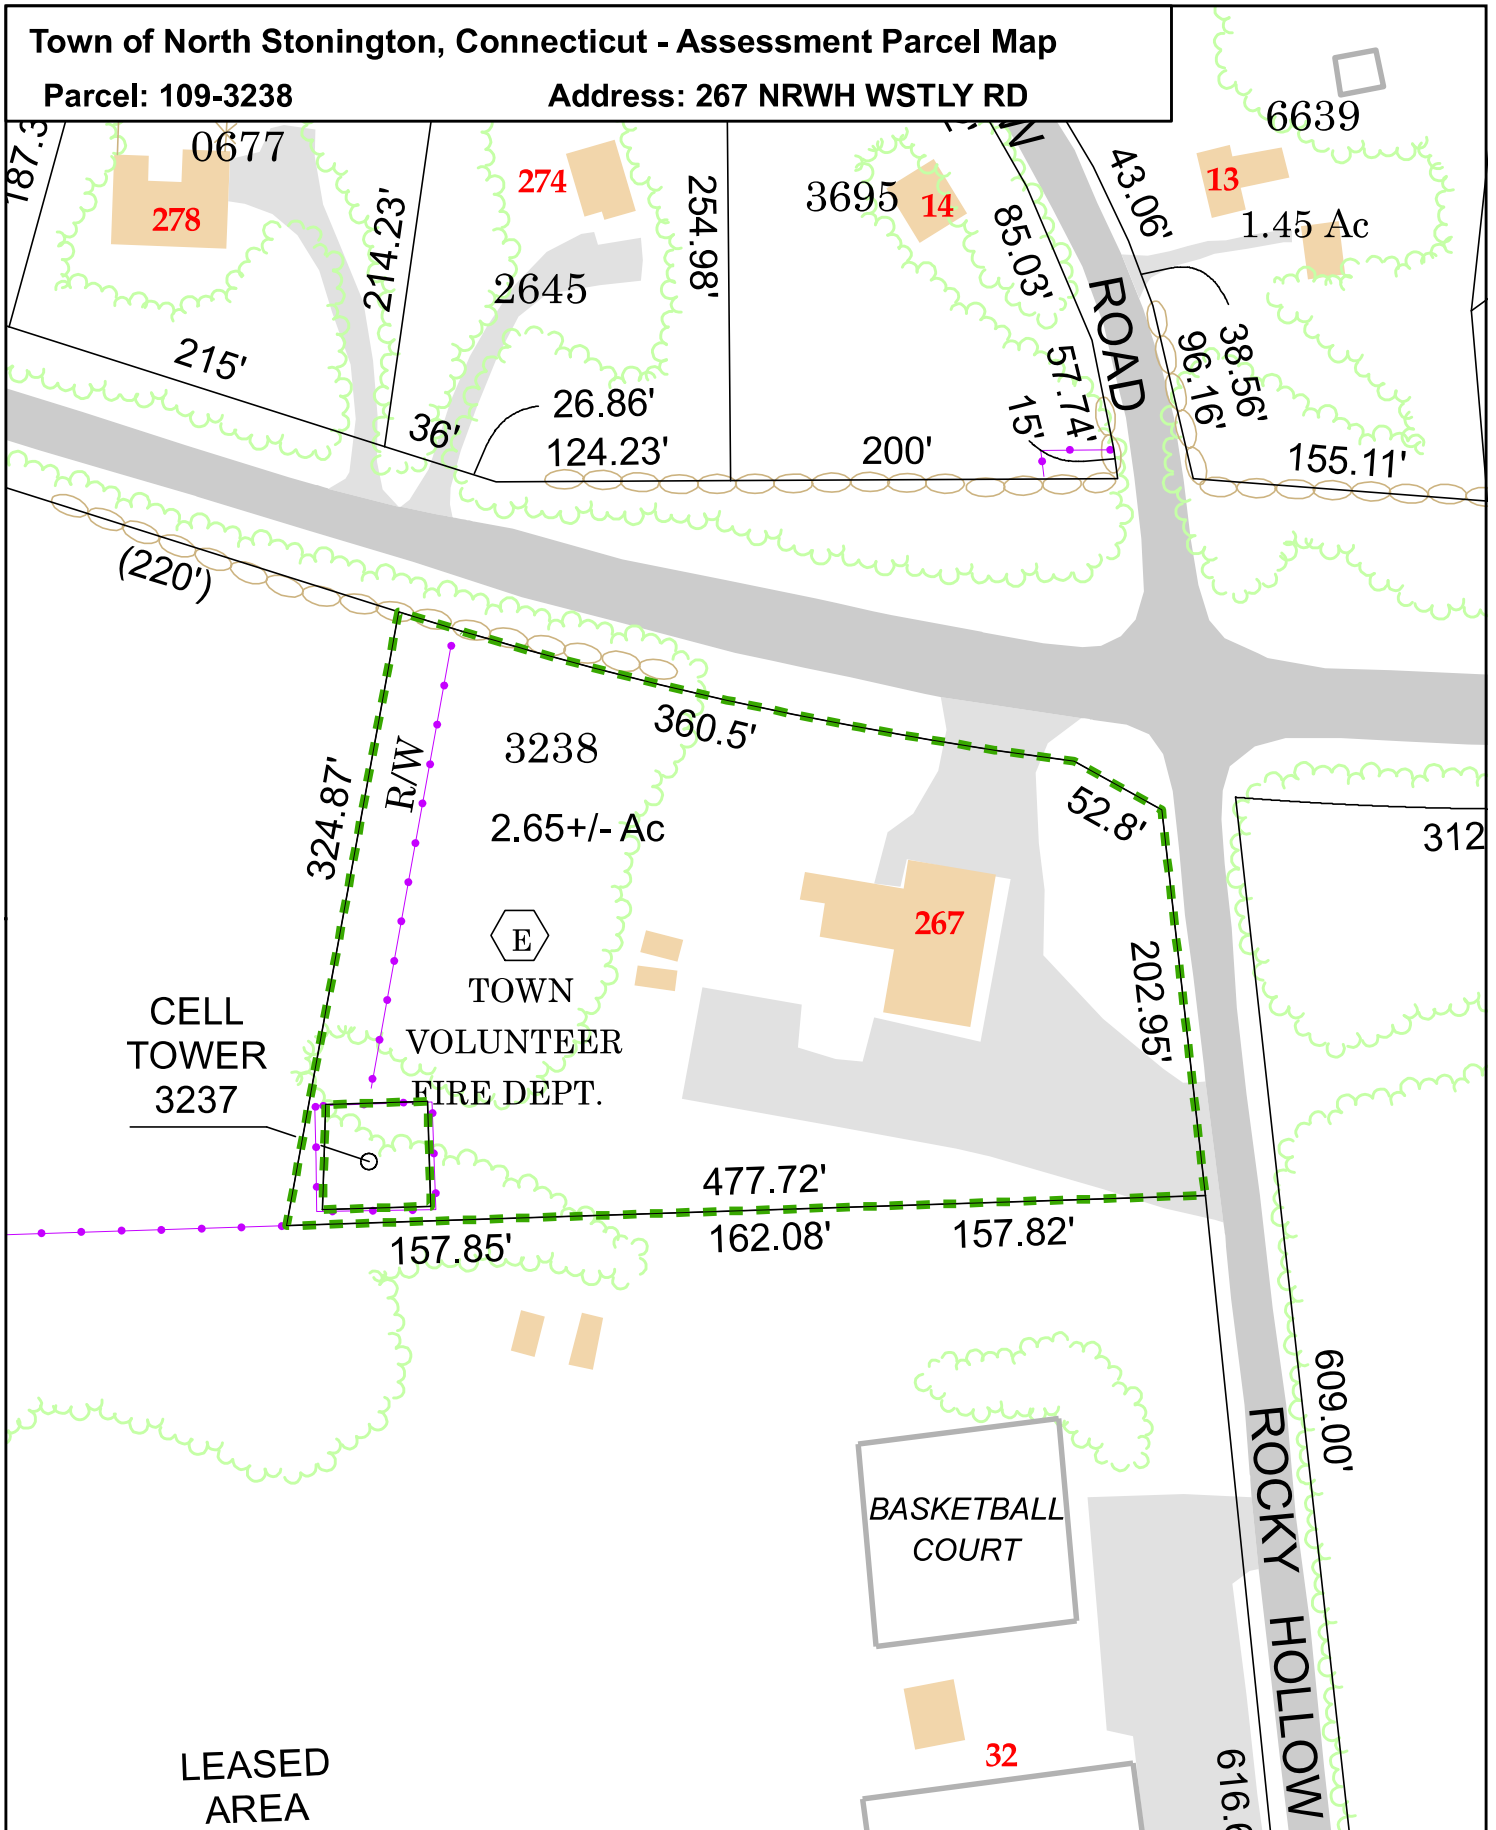 Town of North Stonington, Connecticut - Assessment Parcel Map
Parcel: 109-3238
Address: 267 NRWH WSTLY RD
187.3
0677
278
214.23'
274
2645
254.98'
3695
14
85.03'
43.06'
6639
13
1.45 Ac
ROAD
215'
36'
26.86'
124.23'
200'
15'
57.74'
38.56'
96.16'
155.11'
(220')
360.5'
52.8'
324.87'
R/W
3238
2.65+/- Ac
E
TOWN
VOLUNTEER
FIRE DEPT.
267
202.95'
312
CELL
TOWER
3237
477.72'
157.85'
162.08'
157.82'
609.00'
ROCKY HOLLOW
BASKETBALL
COURT
32
616.6
LEASED
AREA